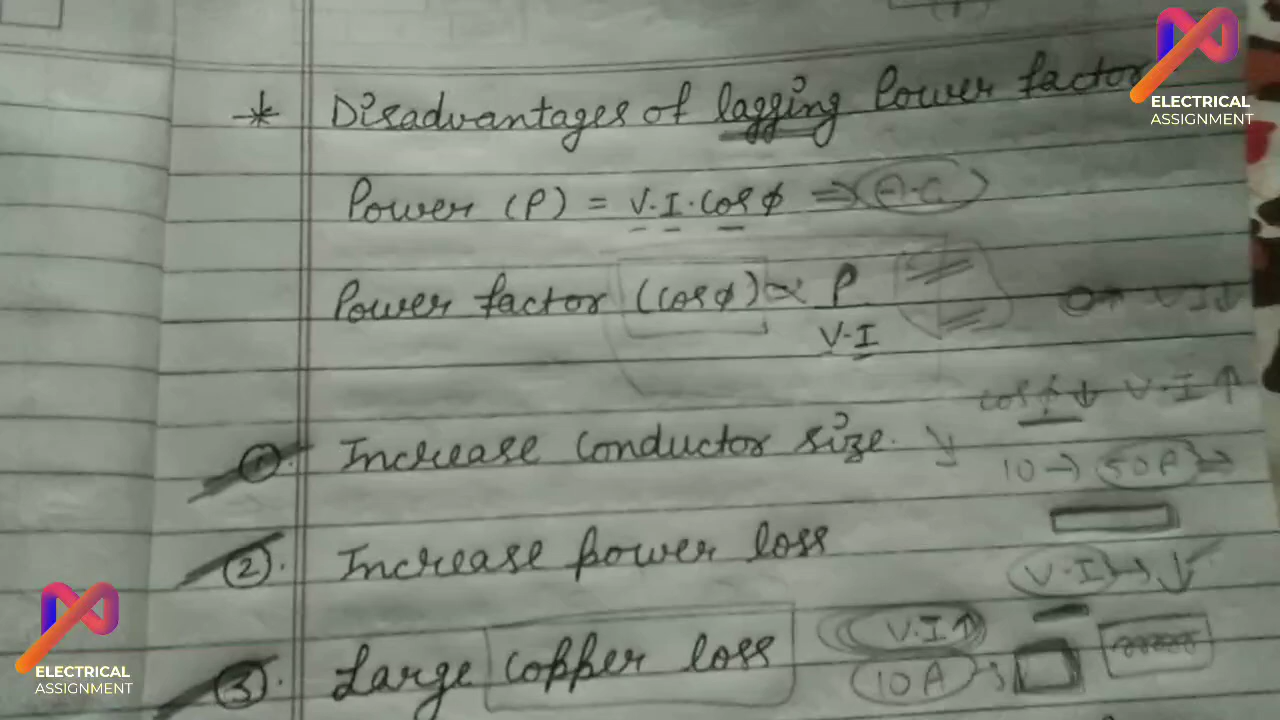 * Disadvantages of lagging Power factor
ELECTRICAL
ASSIGNMENT
Power (P) = V.I.cosϕ ⇒ A.C
Power factor (cosϕ) ∝ P
V.I
cosϕ↓ V.I↑
① Increase Conductor size.
10→ 50A
②. Increase power loss
V.I
③. Large copper loss
V.I↑
10A
ELECTRICAL
ASSIGNMENT